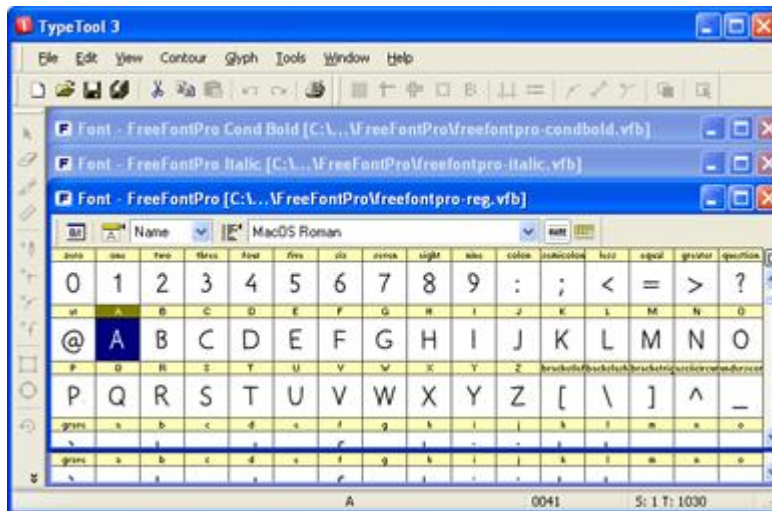 TypeTool 3
File Edit View Contour Glyph Tools Window Help
Font - FreeFontPro Cond Bold [C:\...\FreeFontPro\freefontpro-condbold.vfb]
Font - FreeFontPro Italic [C:\...\FreeFontPro\freefontpro-italic.vfb]
Font - FreeFontPro [C:\...\FreeFontPro\freefontpro-reg.vfb]
Name MacOS Roman
zero one two three four five six seven eight nine colon semicolon less equal greater question
0 1 2 3 4 5 6 7 8 9 : ; < = > ?
at A B C D E F G H I J K L M N O
@ A B C D E F G H I J K L M N O
P Q R S T U V W X Y Z
P Q R S T U V W X Y Z [ \ ] ^ _
grave a b c d e f g h i j k l m n o
grave a b c d e f g h i j k l m n o
A 0041 S: 1 T: 1030